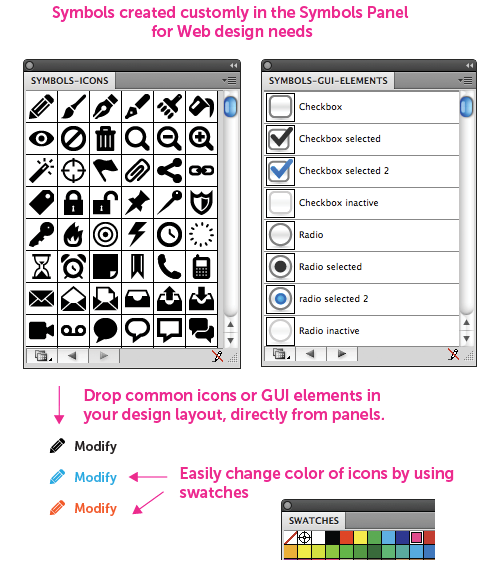 Symbols created customly in the Symbols Panel
for Web design needs
SYMBOLS-ICONS
SYMBOLS-GUI-ELEMENTS
Checkbox
Checkbox selected
Checkbox selected 2
Checkbox inactive
Radio
Radio selected
radio selected 2
Radio inactive
Drop common icons or GUI elements in
your design layout, directly from panels.
Modify
Modify
Modify
Easily change color of icons by using
swatches
SWATCHES